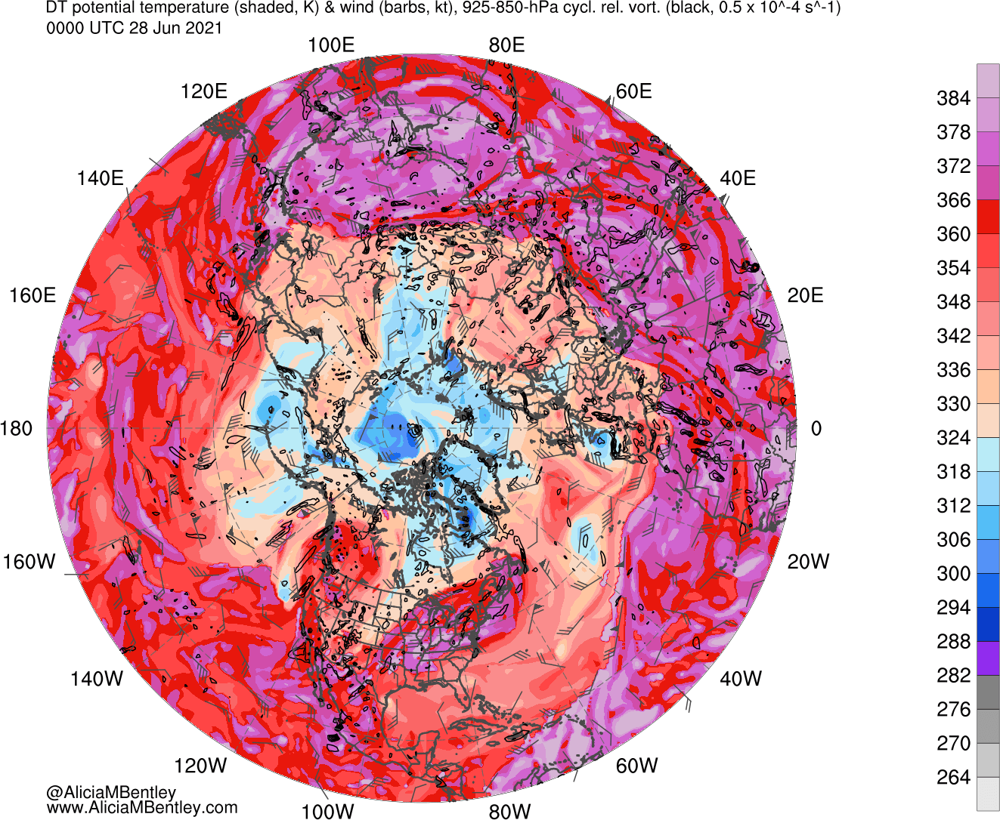 DT potential temperature (shaded, K) & wind (barbs, kt), 925-850-hPa cycl. rel. vort. (black, 0.5 x 10^-4 s^-1)
0000 UTC 28 Jun 2021
100E
80E
120E
60E
140E
40E
160E
20E
180
0
160W
20W
140W
40W
120W
60W
100W
80W
384
378
372
366
360
354
348
342
336
330
324
318
312
306
300
294
288
282
276
270
264
@AliciaMBentley
www.AliciaMBentley.com